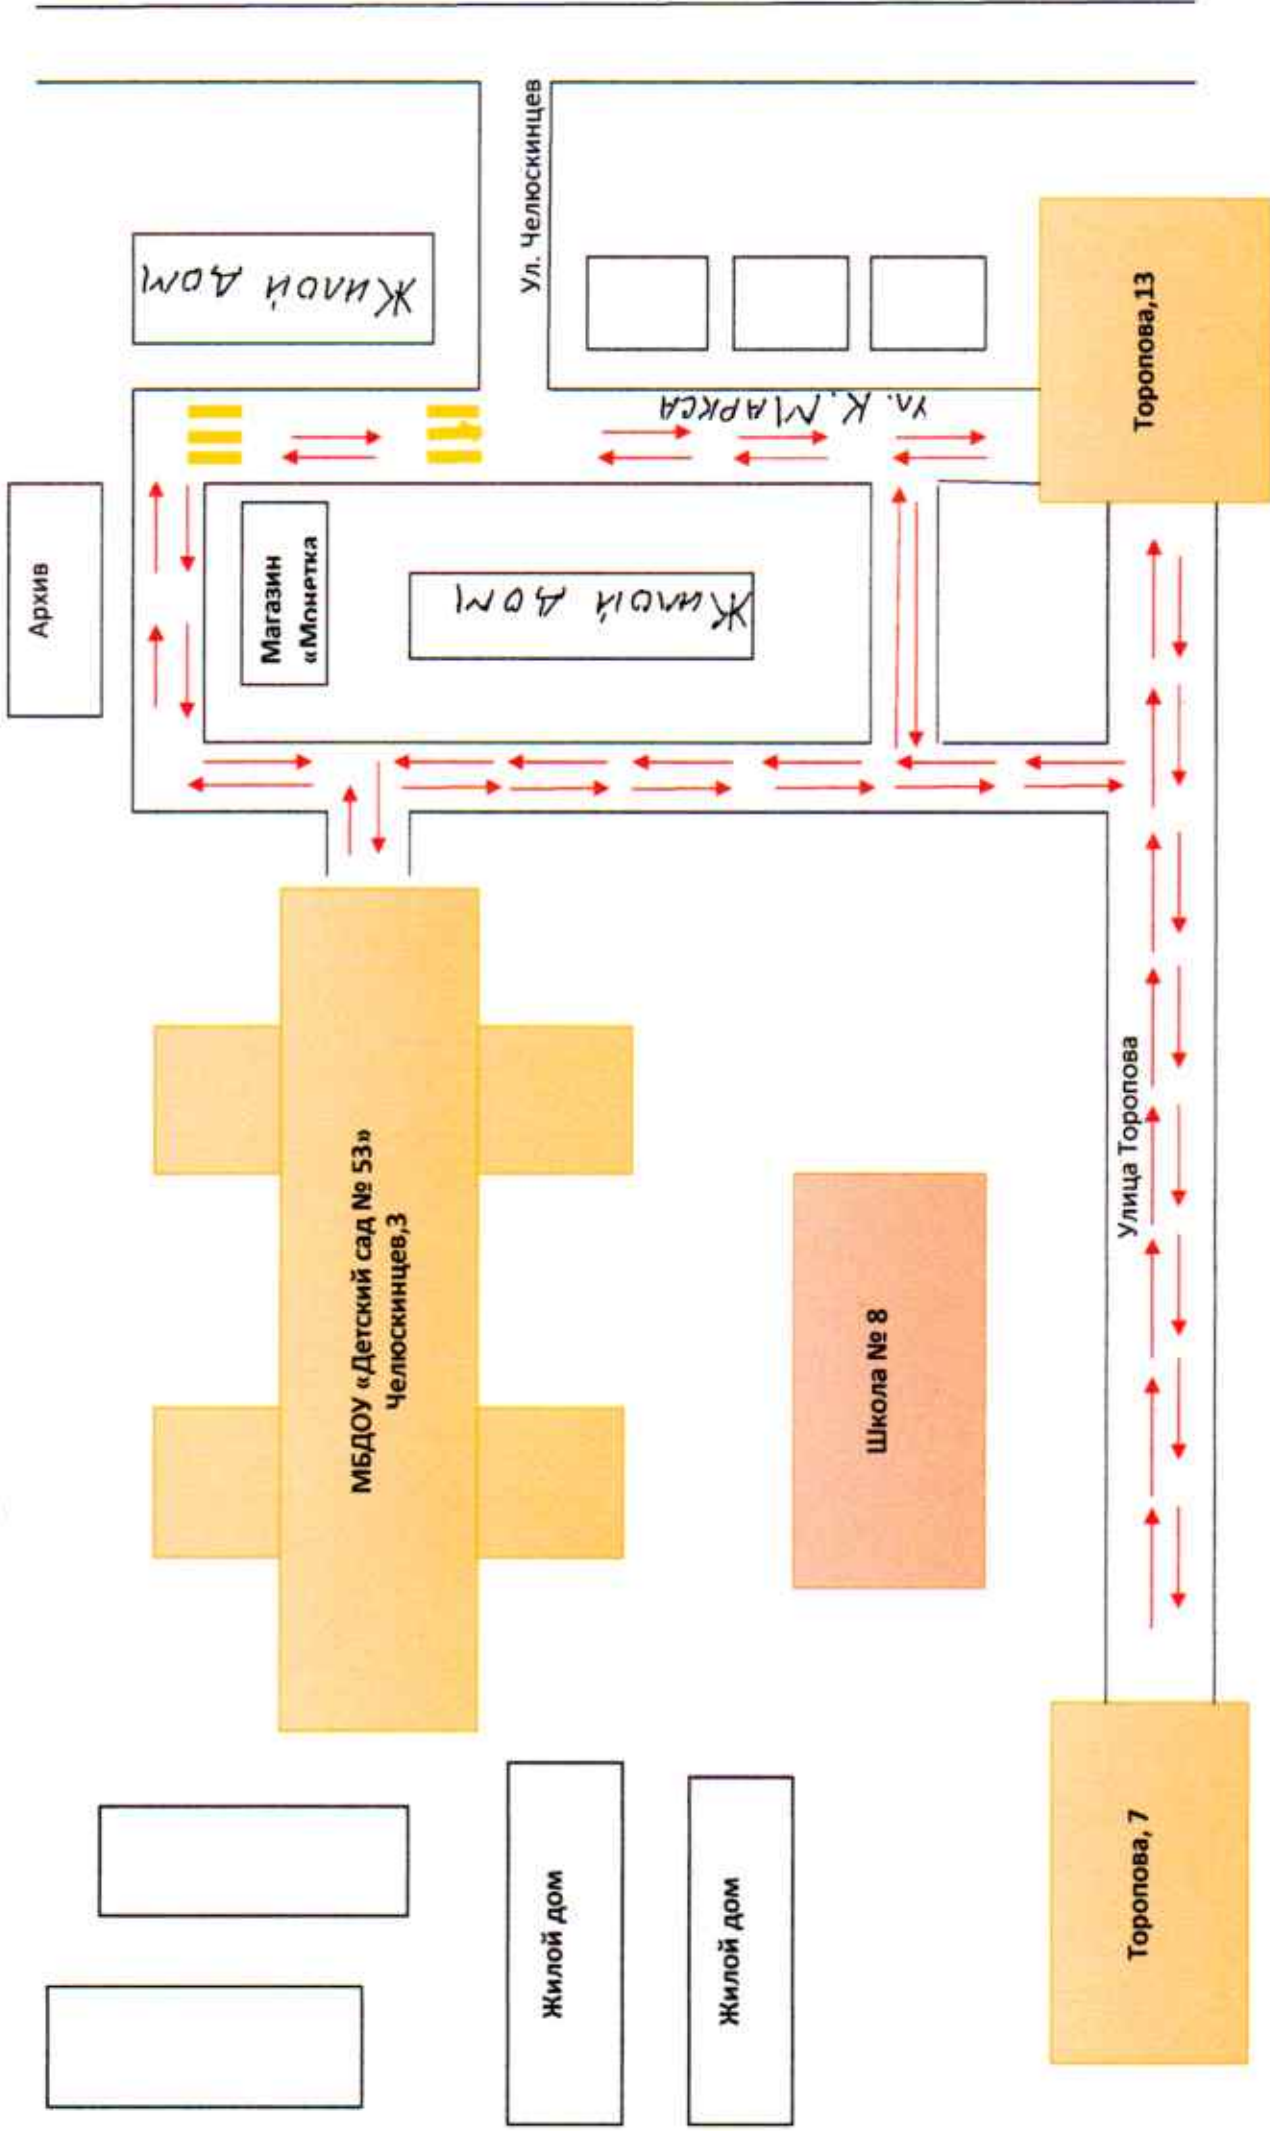 Архив
Жилой дом
Магазин
«Монетка
Ул. Челюскинцев
Жилой дом
ул. К. Маркса
Торопова,13
МБДОУ «Детский сад № 53»
Челюскинцев,3
Школа № 8
Улица Торопова
Жилой дом
Жилой дом
Торопова, 7